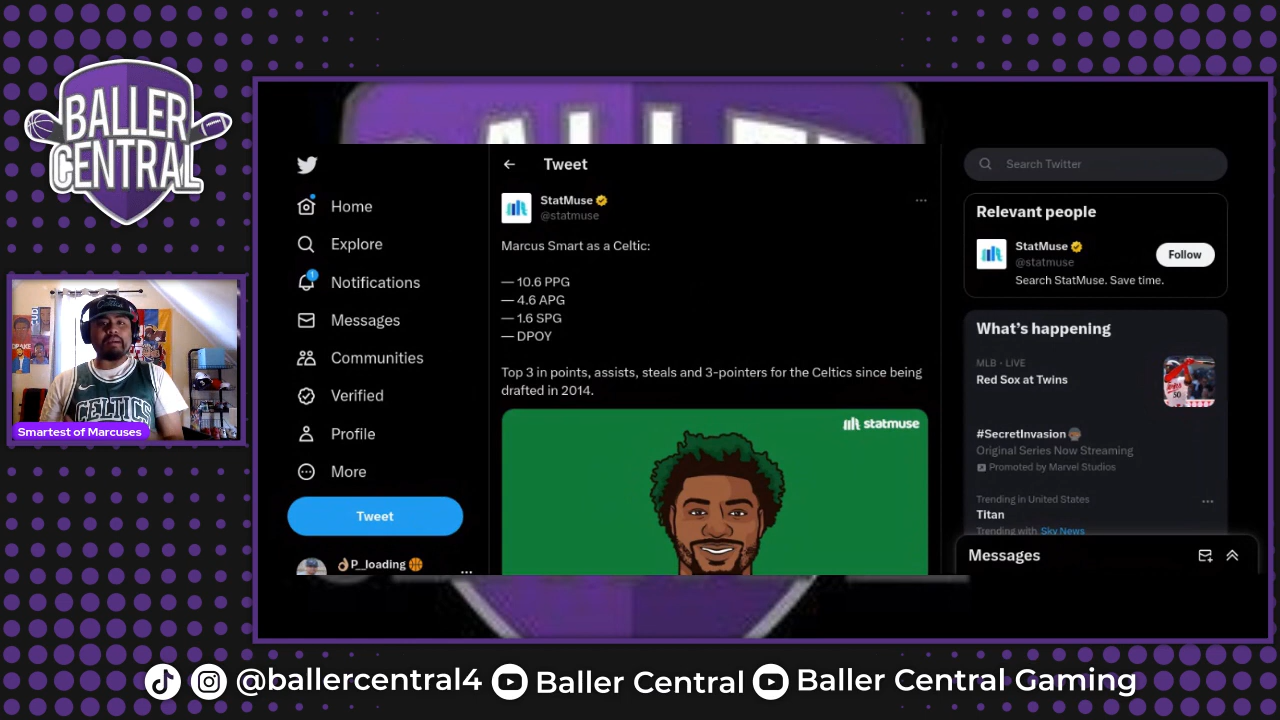 BALLER
CENTRAL
Smartest of Marcuses
CELTICS
Home
Explore
1
Notifications
Messages
Communities
Verified
Profile
More
Tweet
👌🏽P_loading 🏀
Tweet
StatMuse
@statmuse
Marcus Smart as a Celtic:
— 10.6 PPG
— 4.6 APG
— 1.6 SPG
— DPOY
Top 3 in points, assists, steals and 3-pointers for the Celtics since being
drafted in 2014.
statmuse
Search Twitter
Relevant people
StatMuse
@statmuse
Follow
Search StatMuse. Save time.
What's happening
MLB · LIVE
Red Sox at Twins
50
#SecretInvasion
Original Series Now Streaming
Promoted by Marvel Studios
Trending in United States
Titan
Trending with Sky News
Messages
@ballercentral4 Baller Central Baller Central Gaming